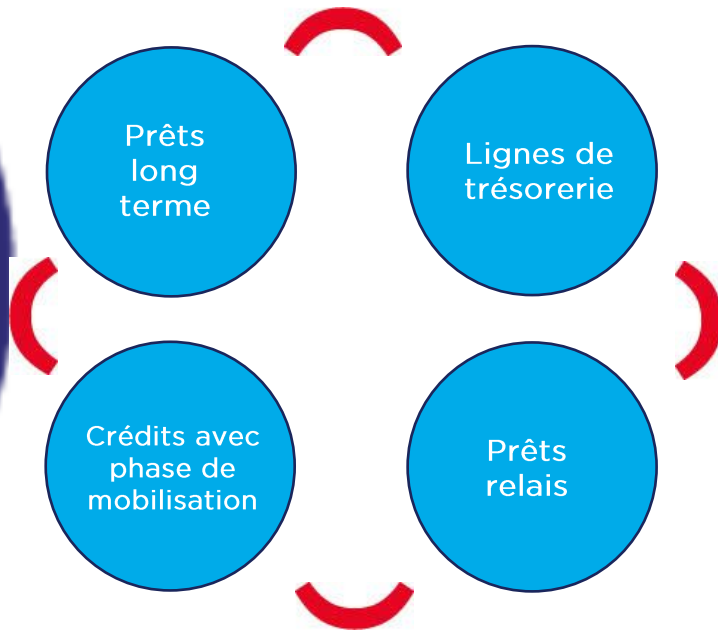 Prêts
long
terme
Lignes de
trésorerie
Crédits avec
phase de
mobilisation
Prêts
relais